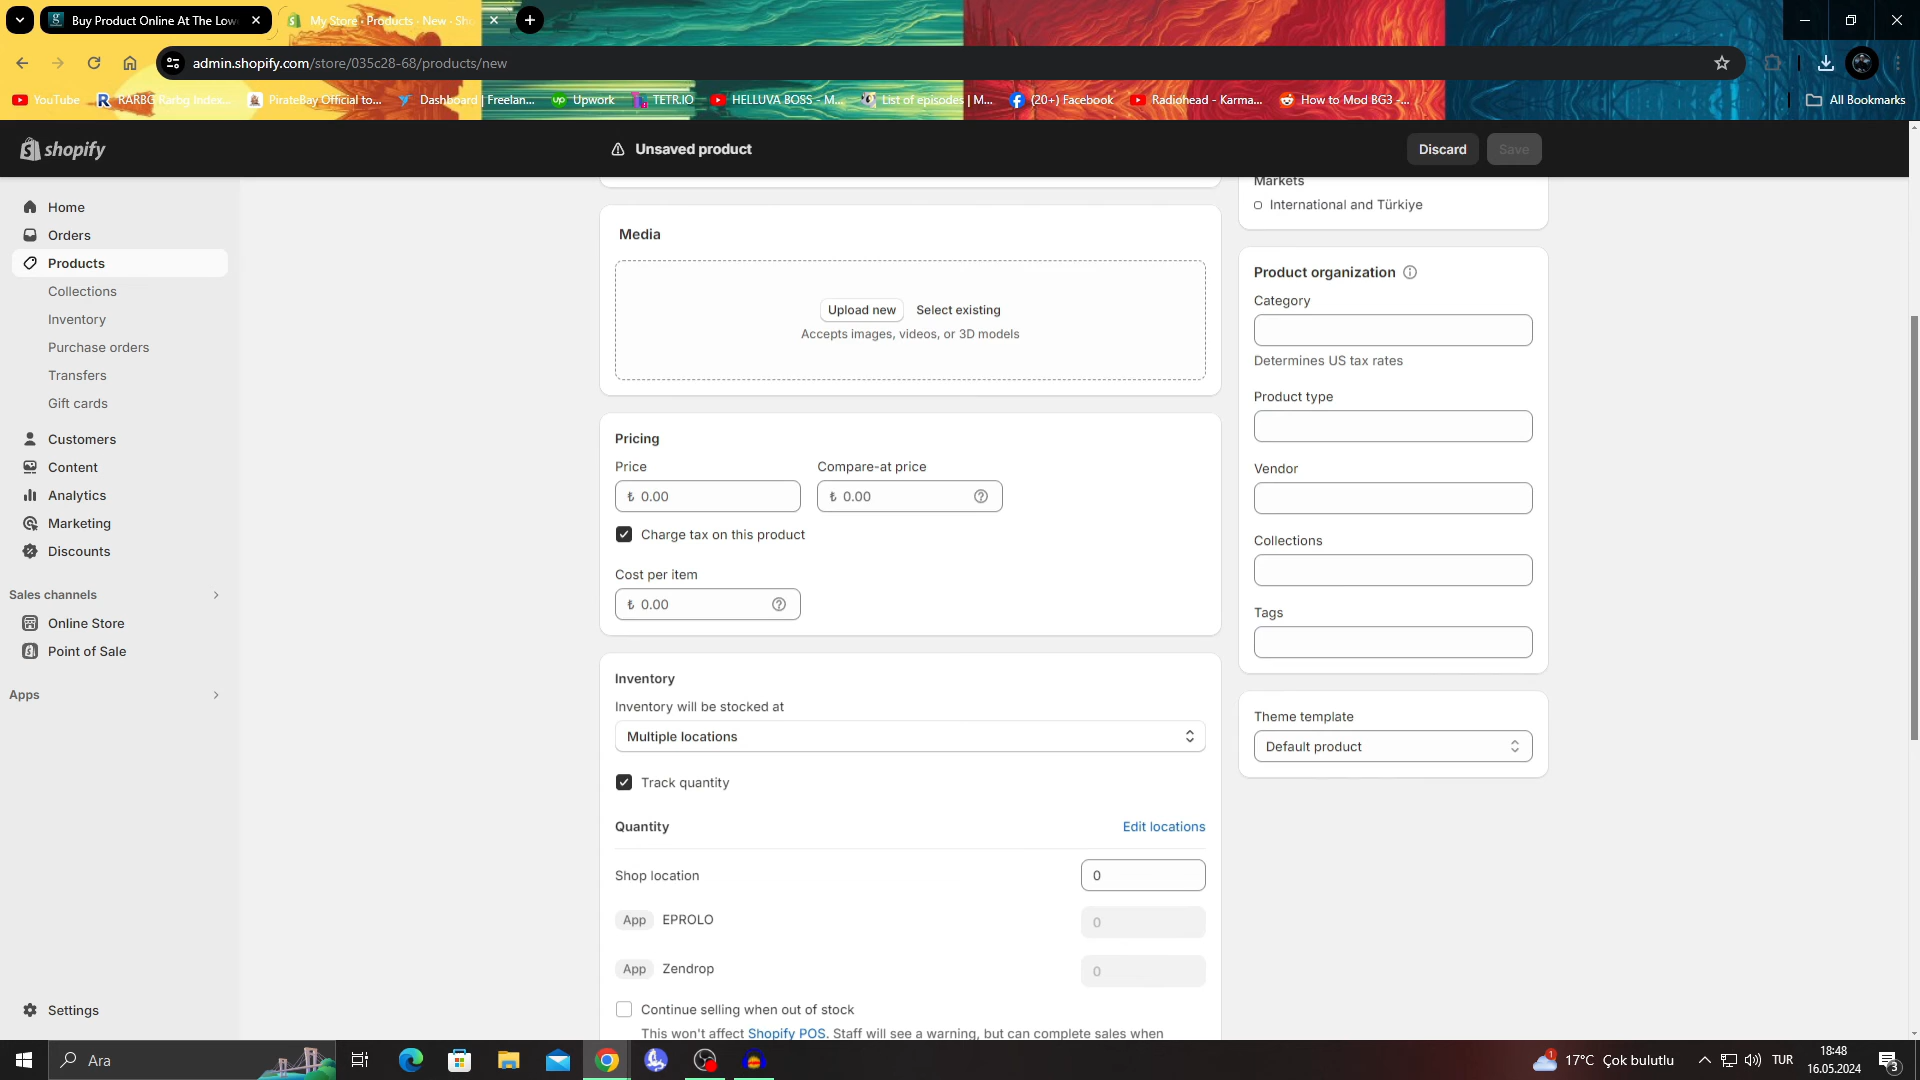 Buy Product Online At The Low
My Store · Products · New · Sho
admin.shopify.com/store/035c28-68/products/new
YouTube
RARBG Rarbg Index...
PirateBay Official to...
Dashboard | Freelan...
Upwork
TETR.IO
HELLUVA BOSS - M...
List of episodes | M...
(20+) Facebook
Radiohead - Karma...
How to Mod BG3 -...
All Bookmarks
shopify
Unsaved product
Discard
Save
Home
Orders
Products
Collections
Inventory
Purchase orders
Transfers
Gift cards
Customers
Content
Analytics
Marketing
Discounts
Sales channels
Online Store
Point of Sale
Apps
Settings
Media
Upload new
Select existing
Accepts images, videos, or 3D models
Pricing
Price
Compare-at price
₺ 0.00
₺ 0.00
Charge tax on this product
Cost per item
₺ 0.00
Inventory
Inventory will be stocked at
Multiple locations
Track quantity
Quantity
Edit locations
Shop location
0
App EPROLO
0
App Zendrop
0
Continue selling when out of stock
This won't affect Shopify POS. Staff will see a warning, but can complete sales when
Markets
International and Türkiye
Product organization
Category
Determines US tax rates
Product type
Vendor
Collections
Tags
Theme template
Default product
Ara
1
17°C Çok bulutlu
TUR
18:48
16.05.2024
3